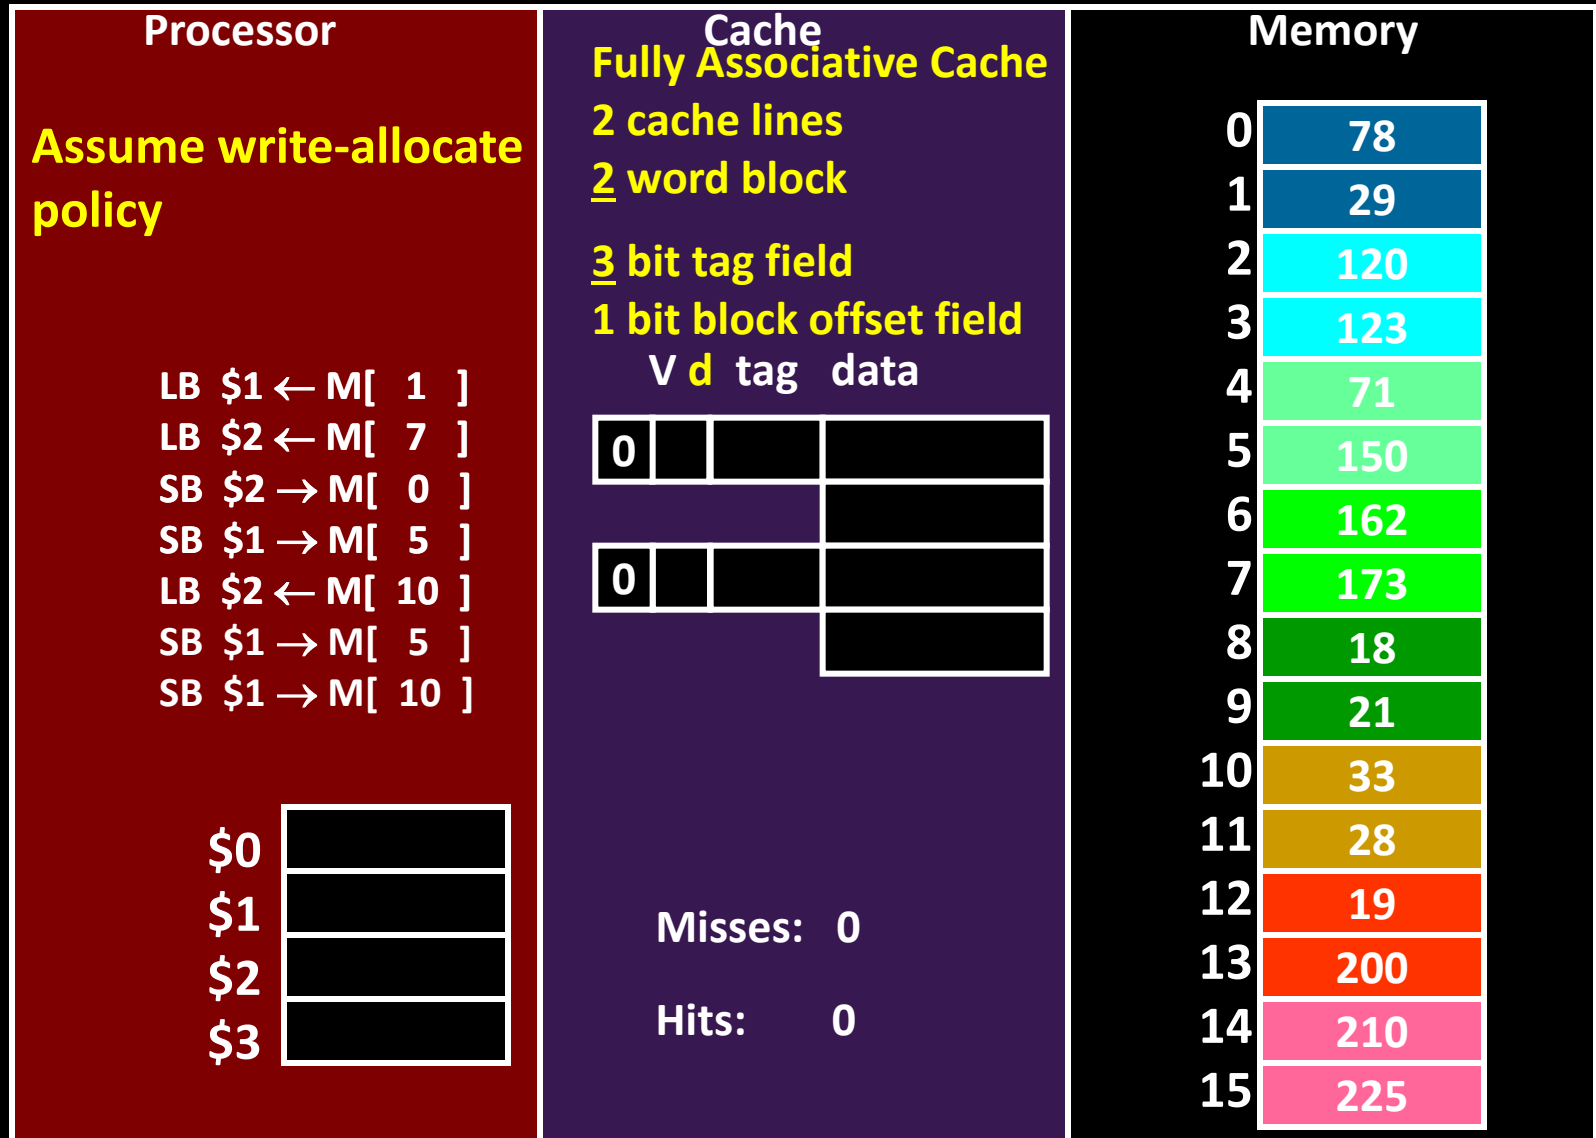 Processor
Assume write-allocate
policy
LB $1 ← M[ 1 ]
LB $2 ← M[ 7 ]
SB $2 → M[ 0 ]
SB $1 → M[ 5 ]
LB $2 ← M[ 10 ]
SB $1 → M[ 5 ]
SB $1 → M[ 10 ]
$0
$1
$2
$3
Cache
Fully Associative Cache
2 cache lines
2 word block
3 bit tag field
1 bit block offset field
V d tag data
0
0
Misses: 0
Hits: 0
Memory
0 78
1 29
2 120
3 123
4 71
5 150
6 162
7 173
8 18
9 21
10 33
11 28
12 19
13 200
14 210
15 225